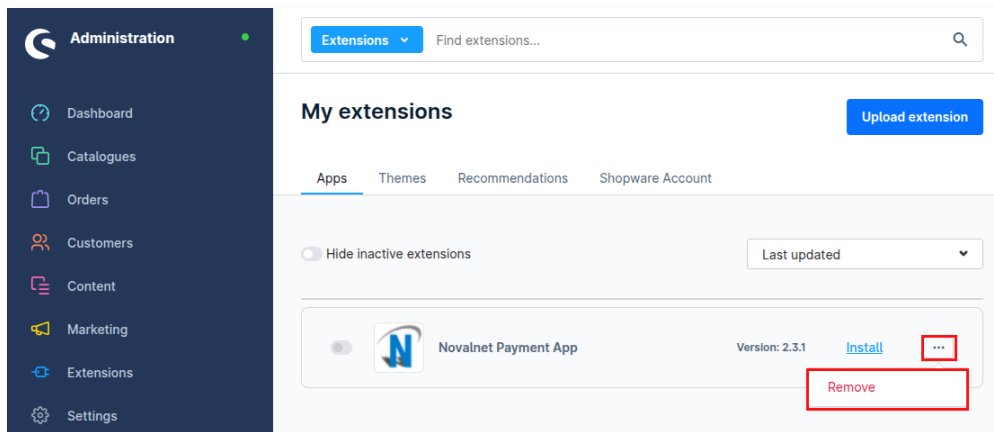 Administration
Dashboard
Catalogues
Orders
Customers
Content
Marketing
Extensions
Settings
Extensions
Find extensions...
My extensions
Upload extension
Apps Themes Recommendations Shopware Account
Hide inactive extensions
Last updated
N
Novalnet Payment App
Version: 2.3.1
Install
...
Remove